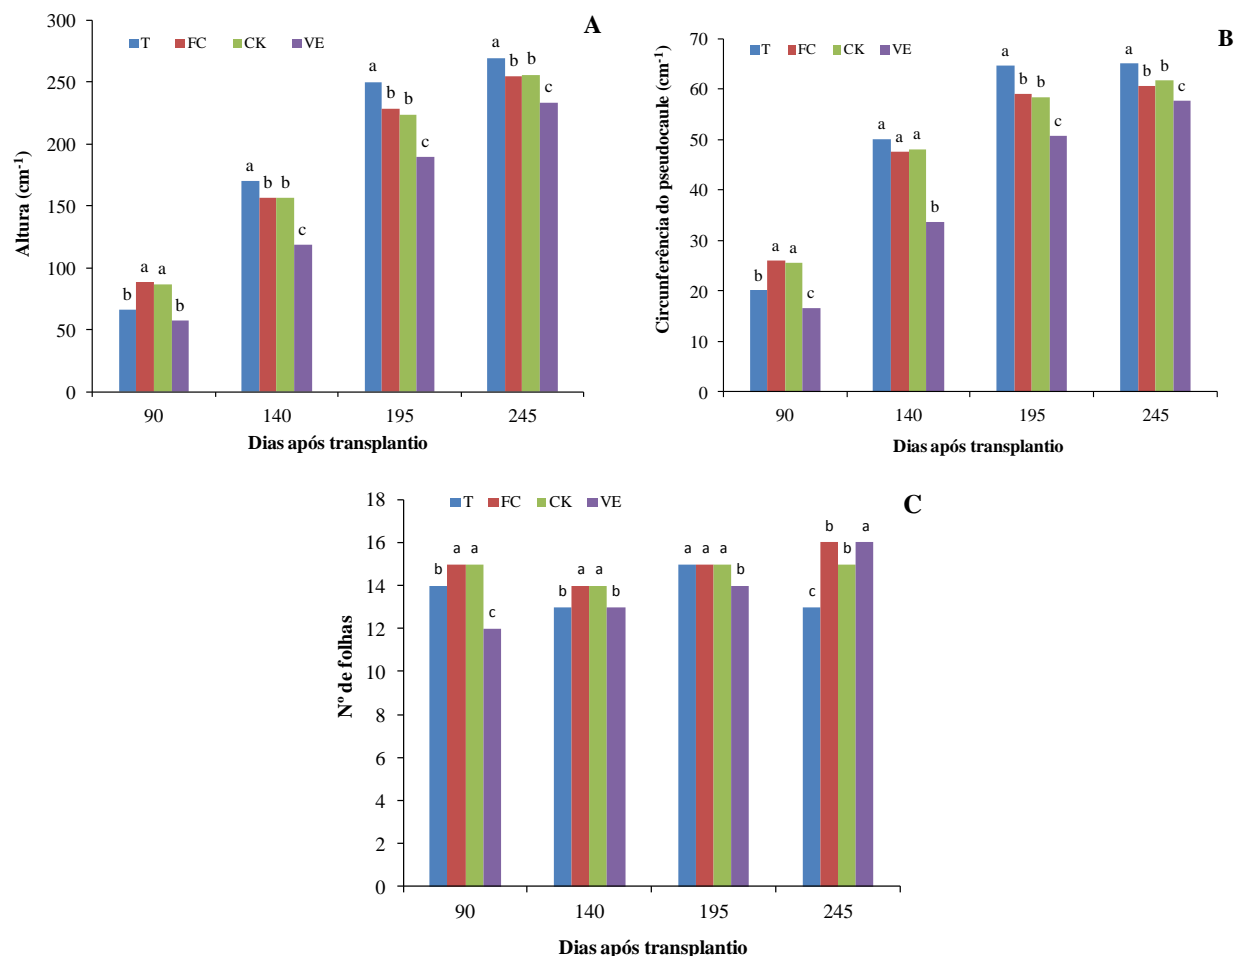 A
T FC CK VE
300
250
200
150
100
50
0
Altura (cm-1)
b a a b
a b b c
a b b c
a b b c
90 140 195 245
Dias após transplantio
B
T FC CK VE
70
60
50
40
30
20
10
0
Circunferência do pseudocaule (cm-1)
b a a c
a a a b
a b b c
a b b c
90 140 195 245
Dias após transplantio
C
T FC CK VE
18
16
14
12
10
8
6
4
2
0
Nº de folhas
b a a c
b a a b
a a a b
c b b a
90 140 195 245
Dias após transplantio